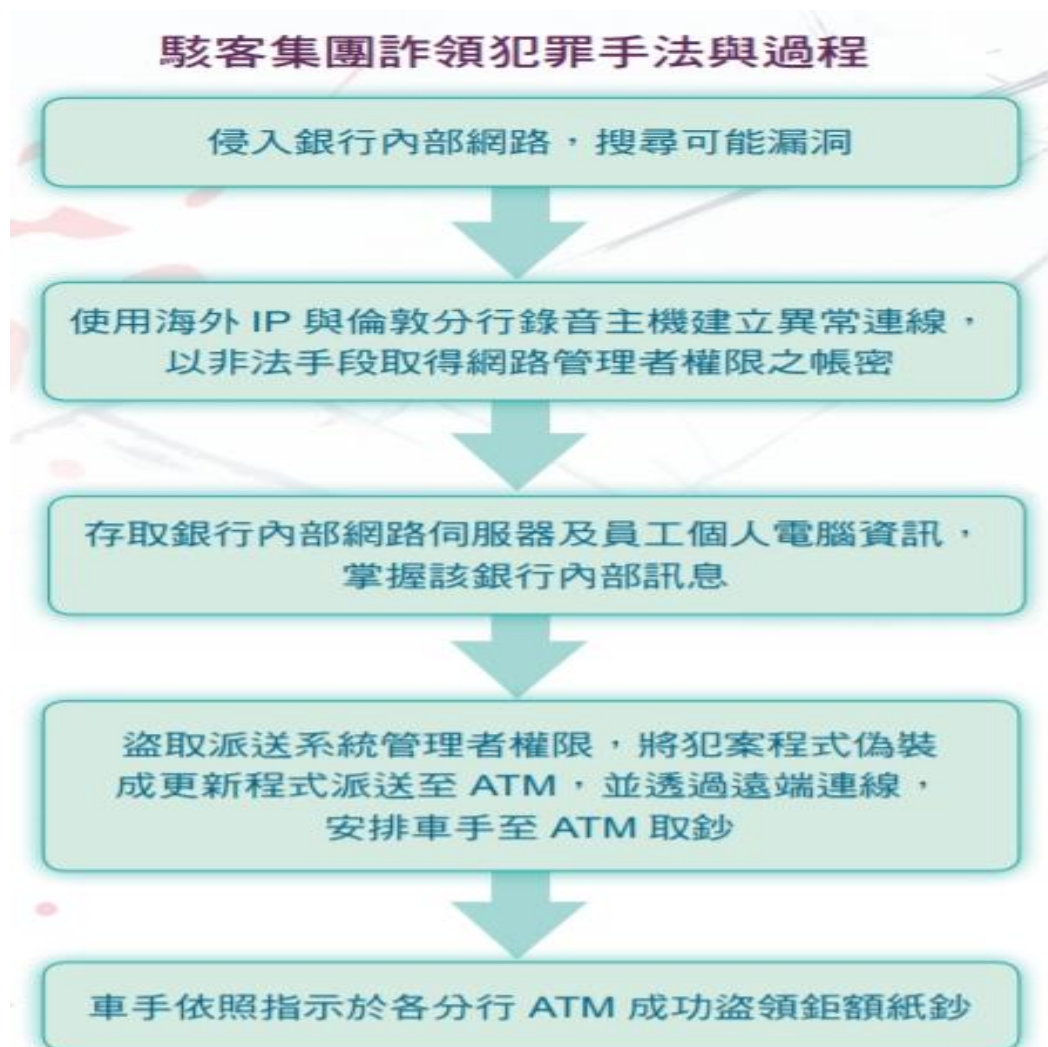 駭客集團詐領犯罪手法與過程
侵入銀行內部網路，搜尋可能漏洞
使用海外 IP 與倫敦分行錄音主機建立異常連線，
以非法手段取得網路管理者權限之帳密
存取銀行內部網路伺服器及員工個人電腦資訊，
掌握該銀行內部訊息
盜取派送系統管理者權限，將犯案程式偽裝
成更新程式派送至 ATM，並透過遠端連線，
安排車手至 ATM 取鈔
車手依照指示於各分行 ATM 成功盜領鉅額紙鈔